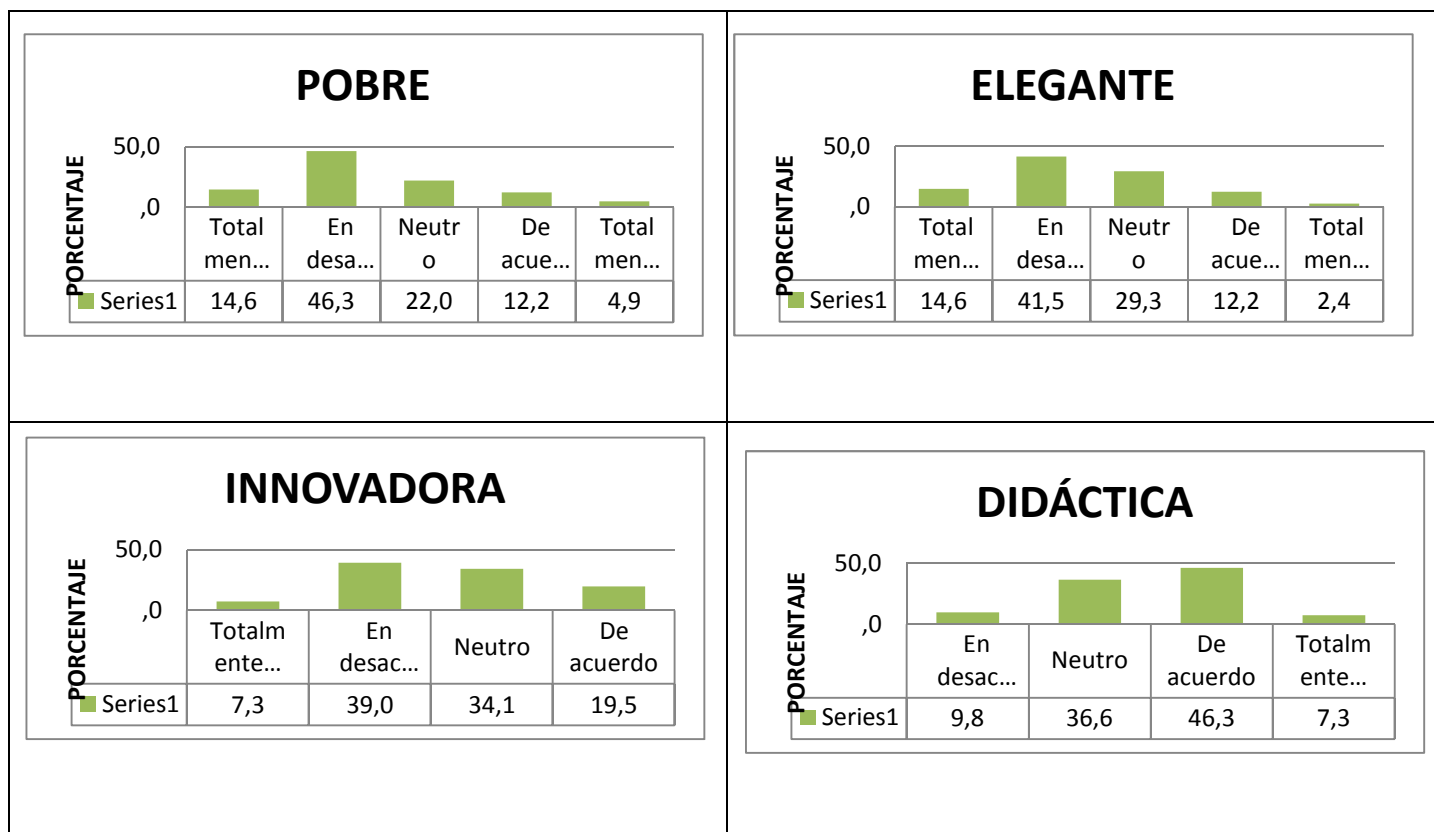 POBRE
PORCENTAJE
50,0
,0
Total En Neutr De Total
men... desa... o acue... men...
Series1 14,6 46,3 22,0 12,2 4,9
ELEGANTE
PORCENTAJE
50,0
,0
Total En Neutr De Total
men... desa... o acue... men...
Series1 14,6 41,5 29,3 12,2 2,4
INNOVADORA
PORCENTAJE
50,0
,0
Totalm En Neutro De
ente... desac... acuerdo
Series1 7,3 39,0 34,1 19,5
DIDÁCTICA
PORCENTAJE
50,0
,0
En Neutro De Totalm
desac... acuerdo ente...
Series1 9,8 36,6 46,3 7,3